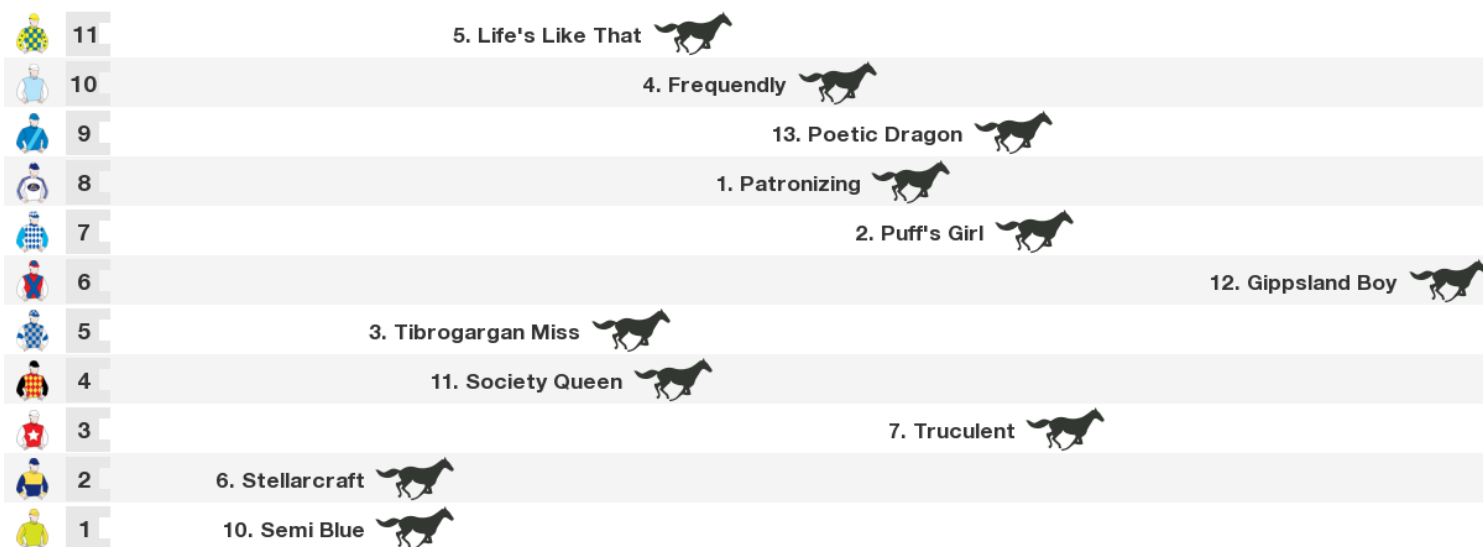 11 5. Life's Like That
10 4. Frequendly
9 13. Poetic Dragon
8 1. Patronizing
7 2. Puff's Girl
6 12. Gippsland Boy
5 3. Tibrogargan Miss
4 11. Society Queen
3 7. Truculent
2 6. Stellarcraft
1 10. Semi Blue